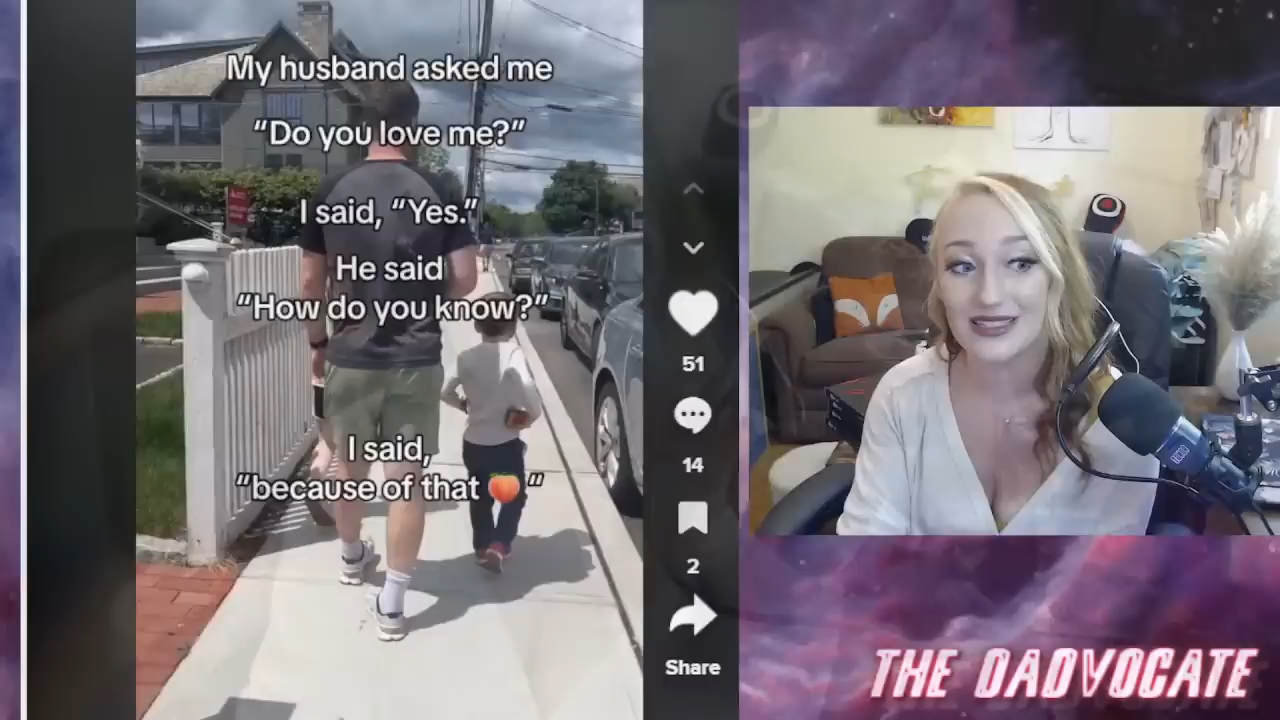 My husband asked me
“Do you love me?”
I said, “Yes.”
He said
“How do you know?”
I said,
“because of that 🍑”
51
14
2
Share
THE DADVOCATE